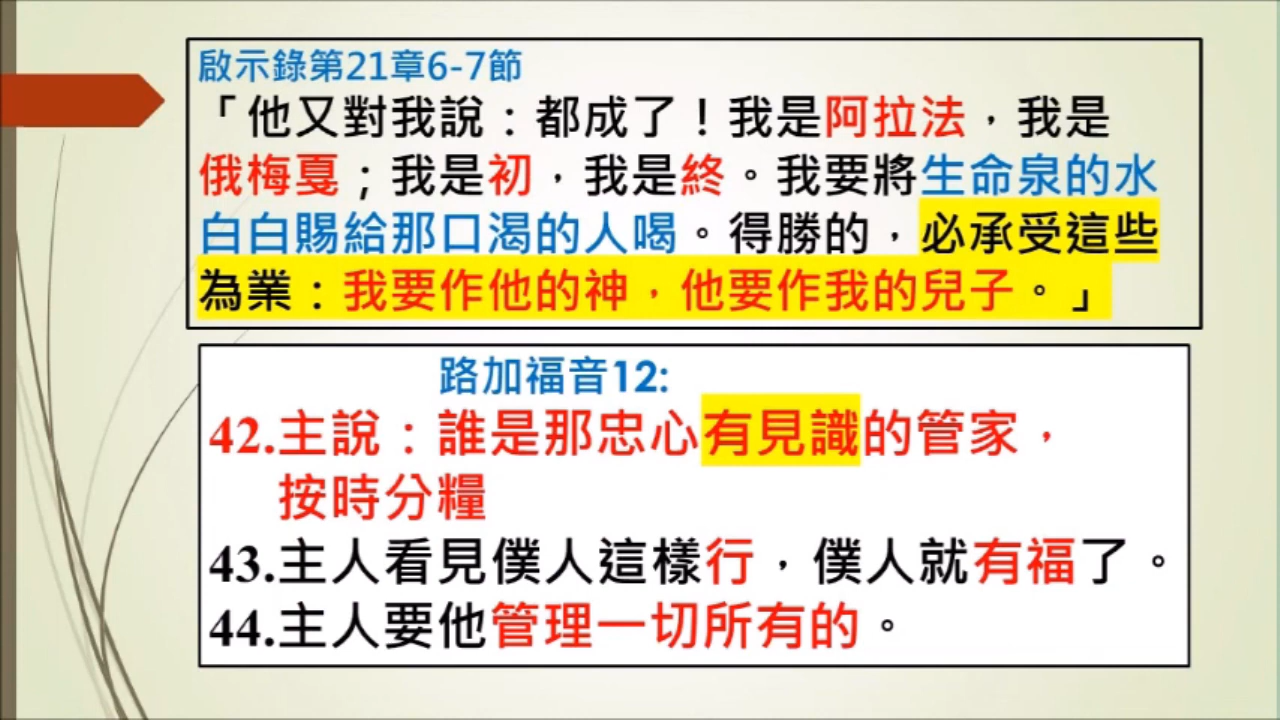 啟示錄第21章6-7節
「他又對我說：都成了！我是阿拉法，我是
俄梅戛；我是初，我是終。我要將生命泉的水
白白賜給那口渴的人喝。得勝的，必承受這些
為業：我要作他的神，他要作我的兒子。」
路加福音12:
42.主說：誰是那忠心有見識的管家，
按時分糧
43.主人看見僕人這樣行，僕人就有福了。
44.主人要他管理一切所有的。